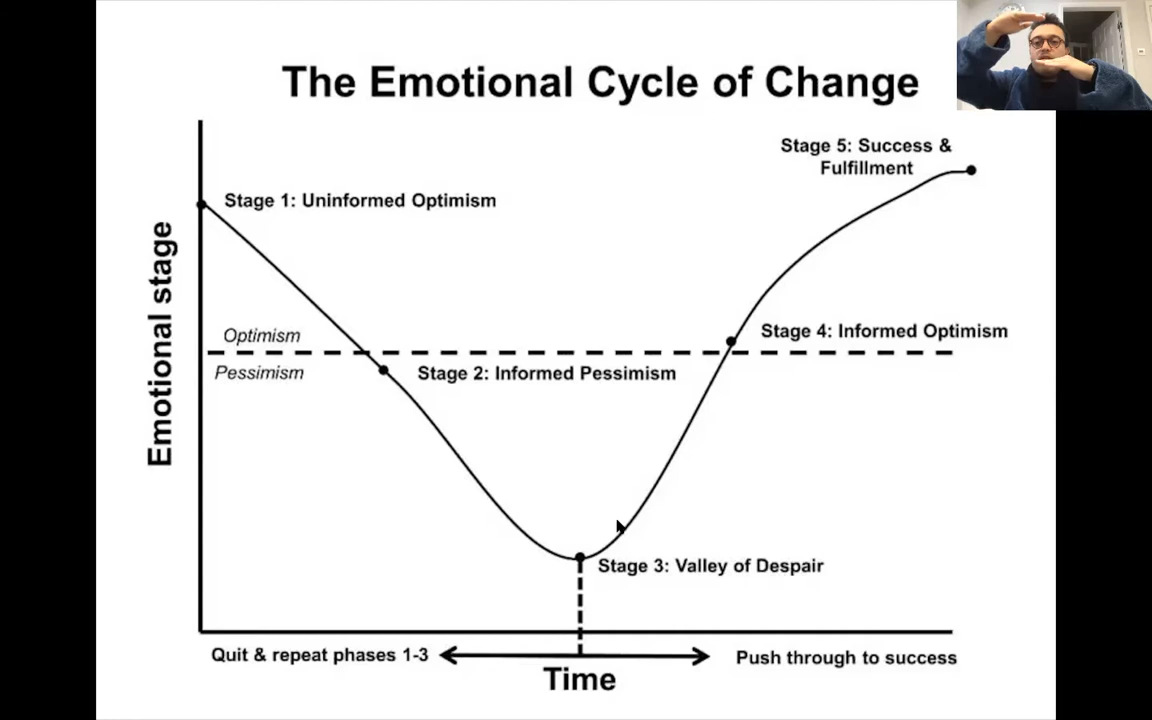 The Emotional Cycle of Change
Stage 5: Success &
Fulfillment
Stage 1: Uninformed Optimism
Emotional stage
Optimism
Stage 4: Informed Optimism
Pessimism
Stage 2: Informed Pessimism
Stage 3: Valley of Despair
Quit & repeat phases 1-3
Push through to success
Time